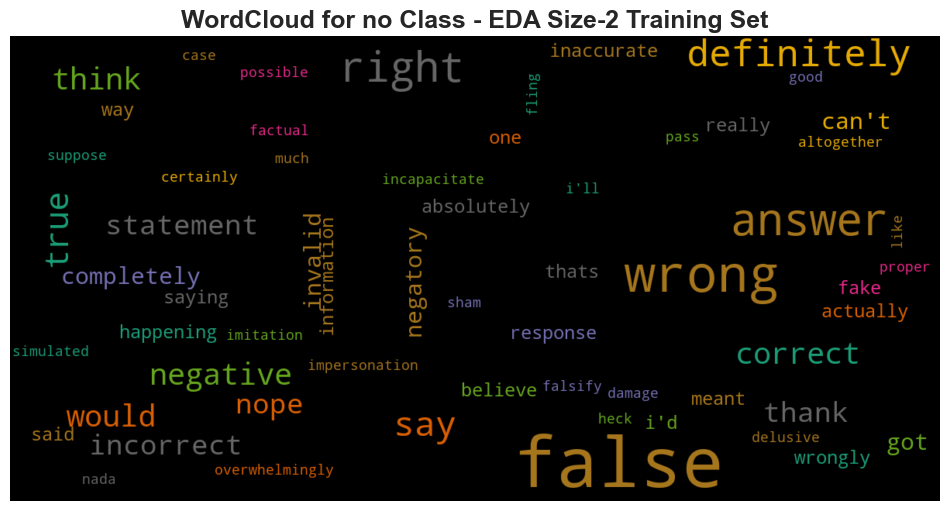 WordCloud for no Class - EDA Size-2 Training Set
case
inaccurate
definitely
right
think
possible
good
fling
way
factual
one
pass
really
can't
altogether
suppose
much
certainly
incapacitate
i'll
true
statement
absolutely
answer
like
invalid
information
negatory
completely
saying
thats
wrong
proper
fake
sham
actually
happening
imitation
response
simulated
correct
impersonation
negative
believe
falsify
damage
meant
nope
would
say
heck
i'd
thank
said
incorrect
false
delusive
got
wrongly
overwhelmingly
nada